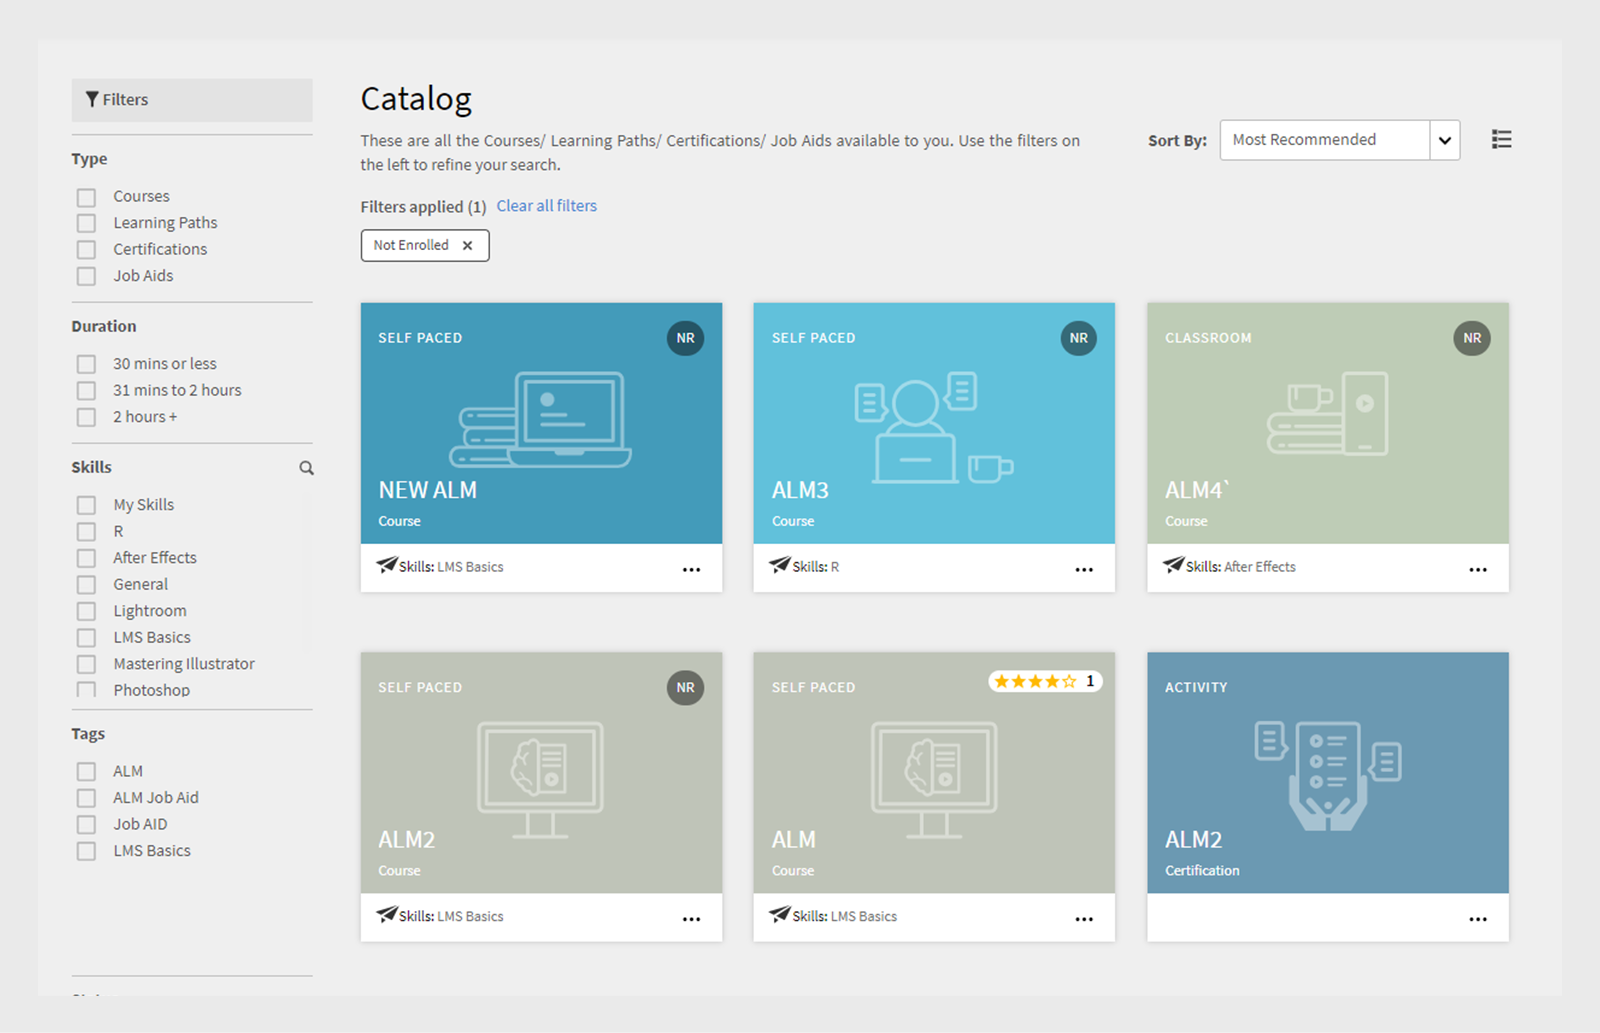 Filters
Type
Courses
Learning Paths
Certifications
Job Aids
Duration
30 mins or less
31 mins to 2 hours
2 hours +
Skills
My Skills
R
After Effects
General
Lightroom
LMS Basics
Mastering Illustrator
Photoshop
Tags
ALM
ALM Job Aid
Job AID
LMS Basics
Catalog
These are all the Courses/ Learning Paths/ Certifications/ Job Aids available to you. Use the filters on
the left to refine your search.
Sort By: Most Recommended
Filters applied (1) Clear all filters
Not Enrolled
SELF PACED NR
NEW ALM
Course
Skills: LMS Basics
SELF PACED NR
ALM3
Course
Skills: R
CLASSROOM NR
ALM4`
Course
Skills: After Effects
SELF PACED NR
ALM2
Course
Skills: LMS Basics
SELF PACED 1
ALM
Course
Skills: LMS Basics
ACTIVITY
ALM2
Certification